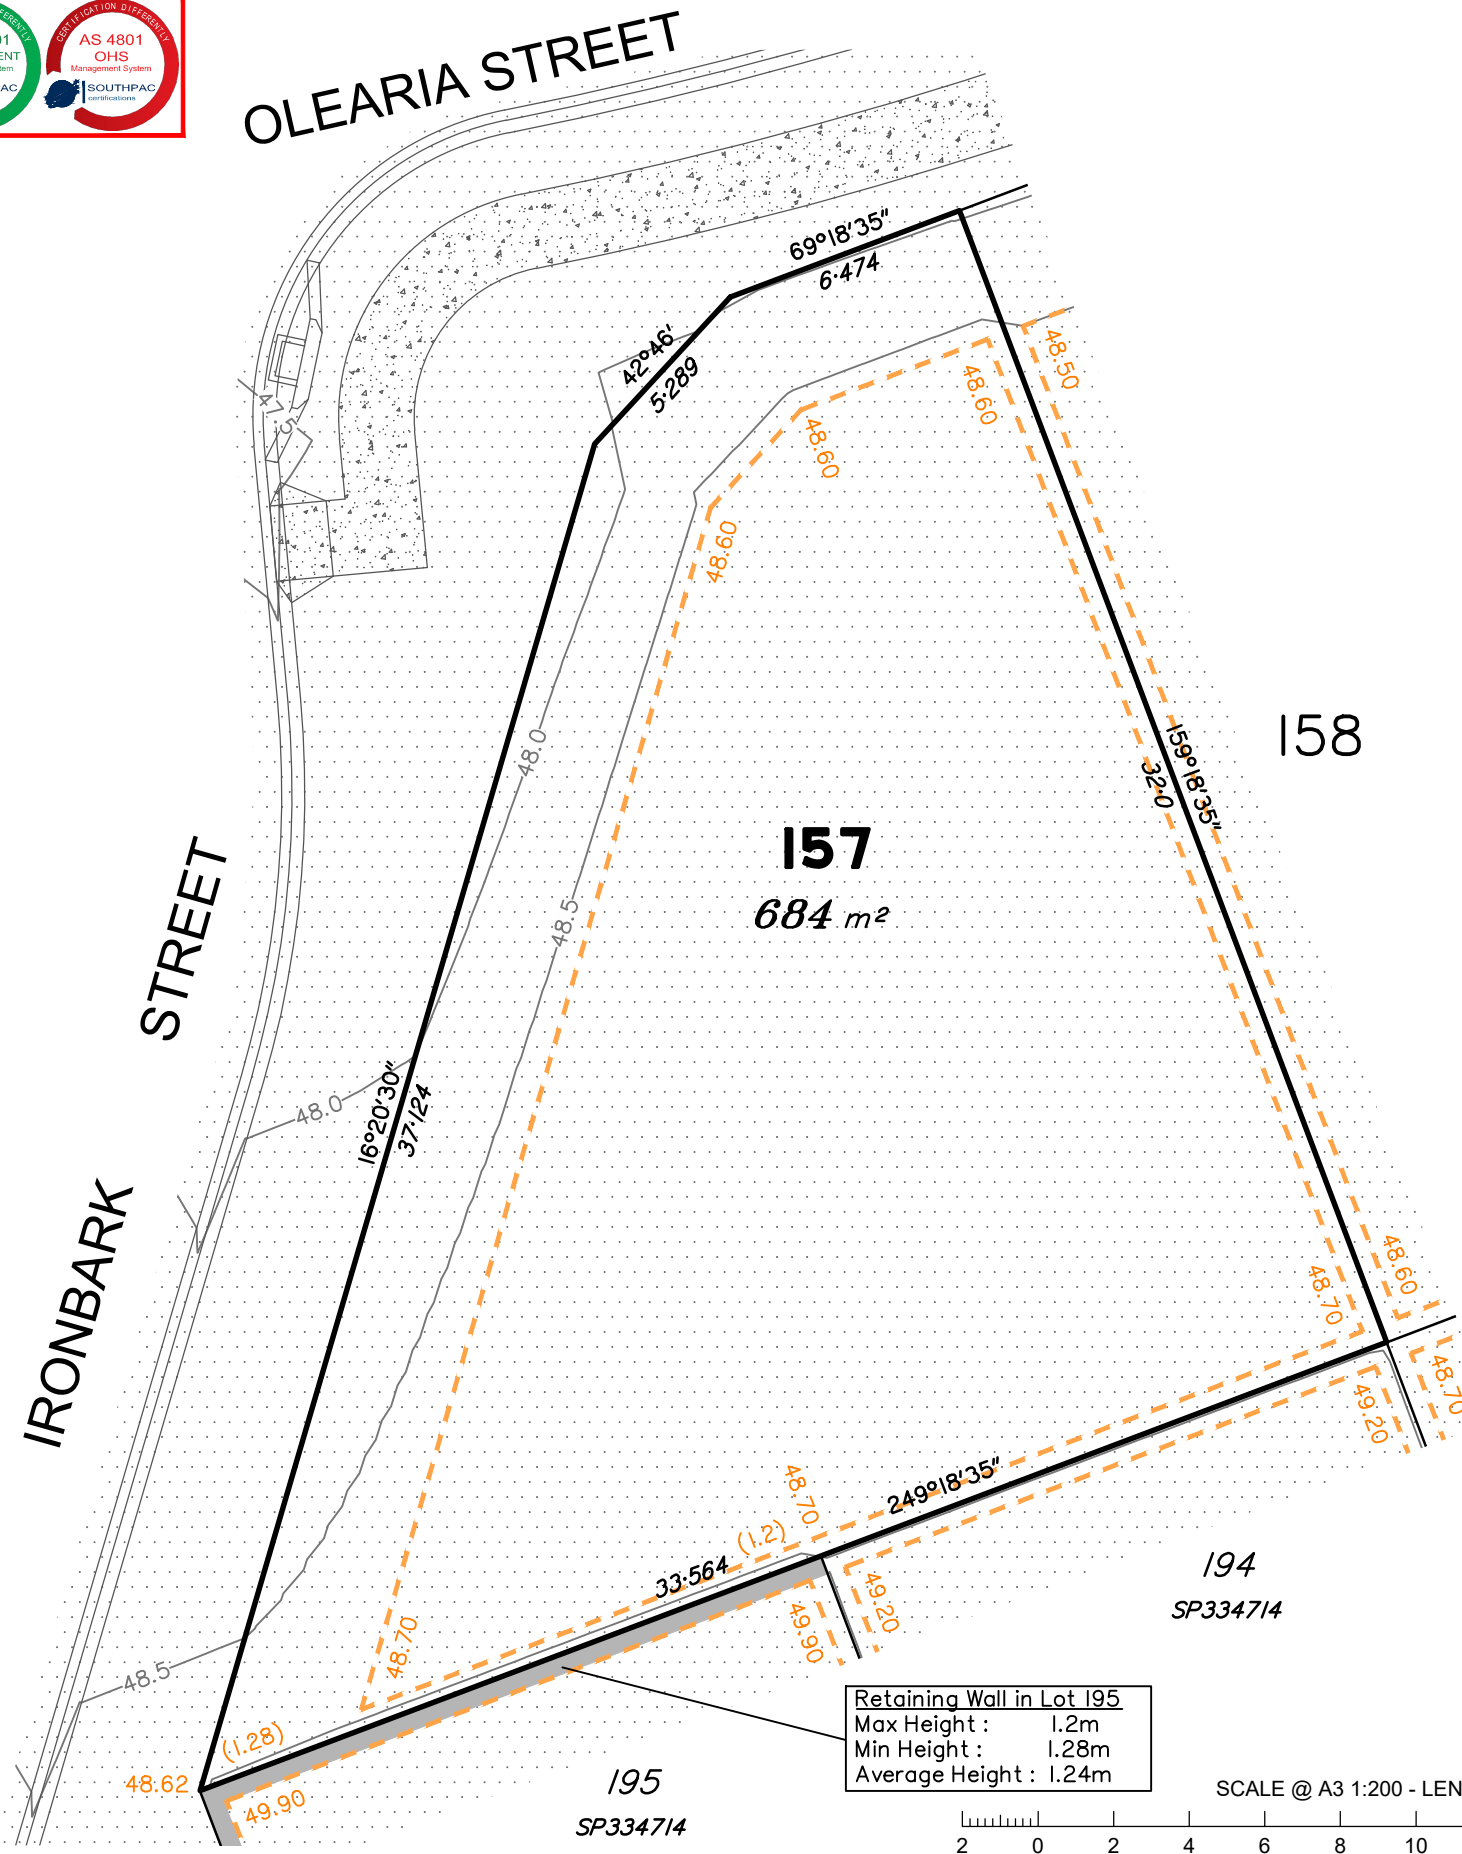 CERTIFICATION DIFFERENTLY
AS 4801
OHS
Management System
SOUTHPAC
certifications
OLEARIA STREET
69°18'35"
6·474
42°46'
5·289
48.50
48.60
48.60
48.60
47.5
48.0
158
159°18'35"
32·0
157
684 m²
48.5
STREET
48.0
16°20'30"
37·124
IRONBARK
48.60
48.70
48.70
49.20
249°18'35"
48.70
(1.2)
33·564
194
SP334714
49.20
49.90
48.70
48.5
(1.28)
48.62
49.90
195
SP334714
Retaining Wall in Lot 195
Max Height : 1.2m
Min Height : 1.28m
Average Height : 1.24m
SCALE @ A3 1:200 - LEN
2 0 2 4 6 8 10